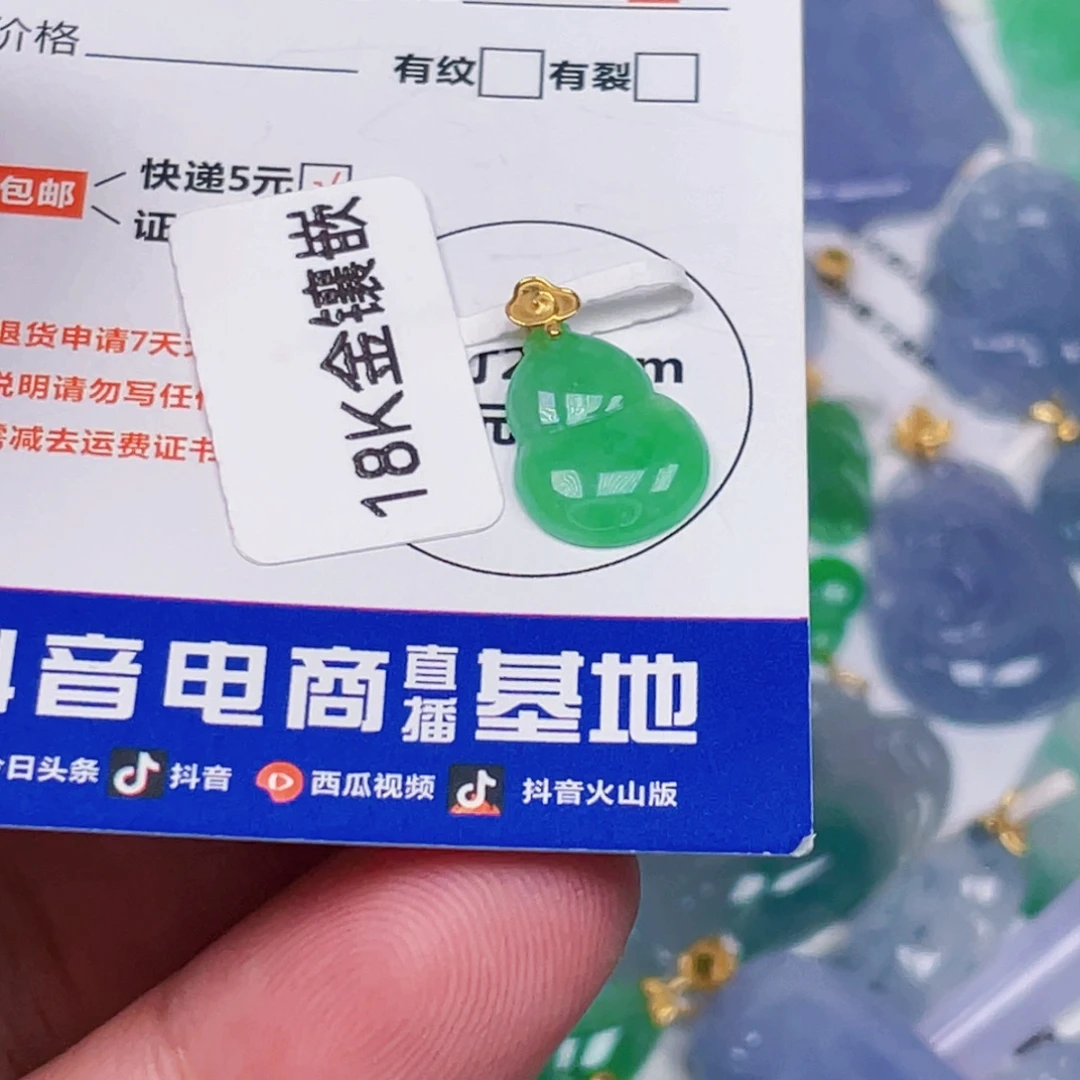 价格
有纹 有裂
包邮
快递5元
证
退货申请7天
说明请勿写任
减去运费证书
18K金镶嵌
m
音电商直播基地
今日头条 抖音 西瓜视频 抖音火山版